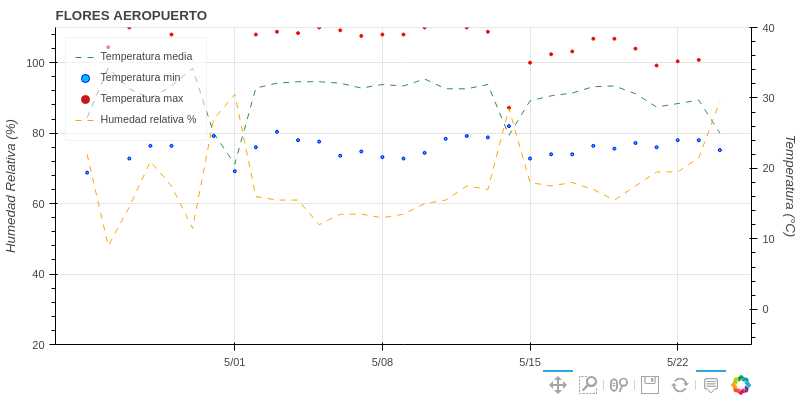 FLORES AEROPUERTO
Temperatura media
Temperatura min
Temperatura max
Humedad relativa %
Humedad Relativa (%)
100
80
60
40
20
40
30
20
10
0
Temperatura (°C)
5/01
5/08
5/15
5/22